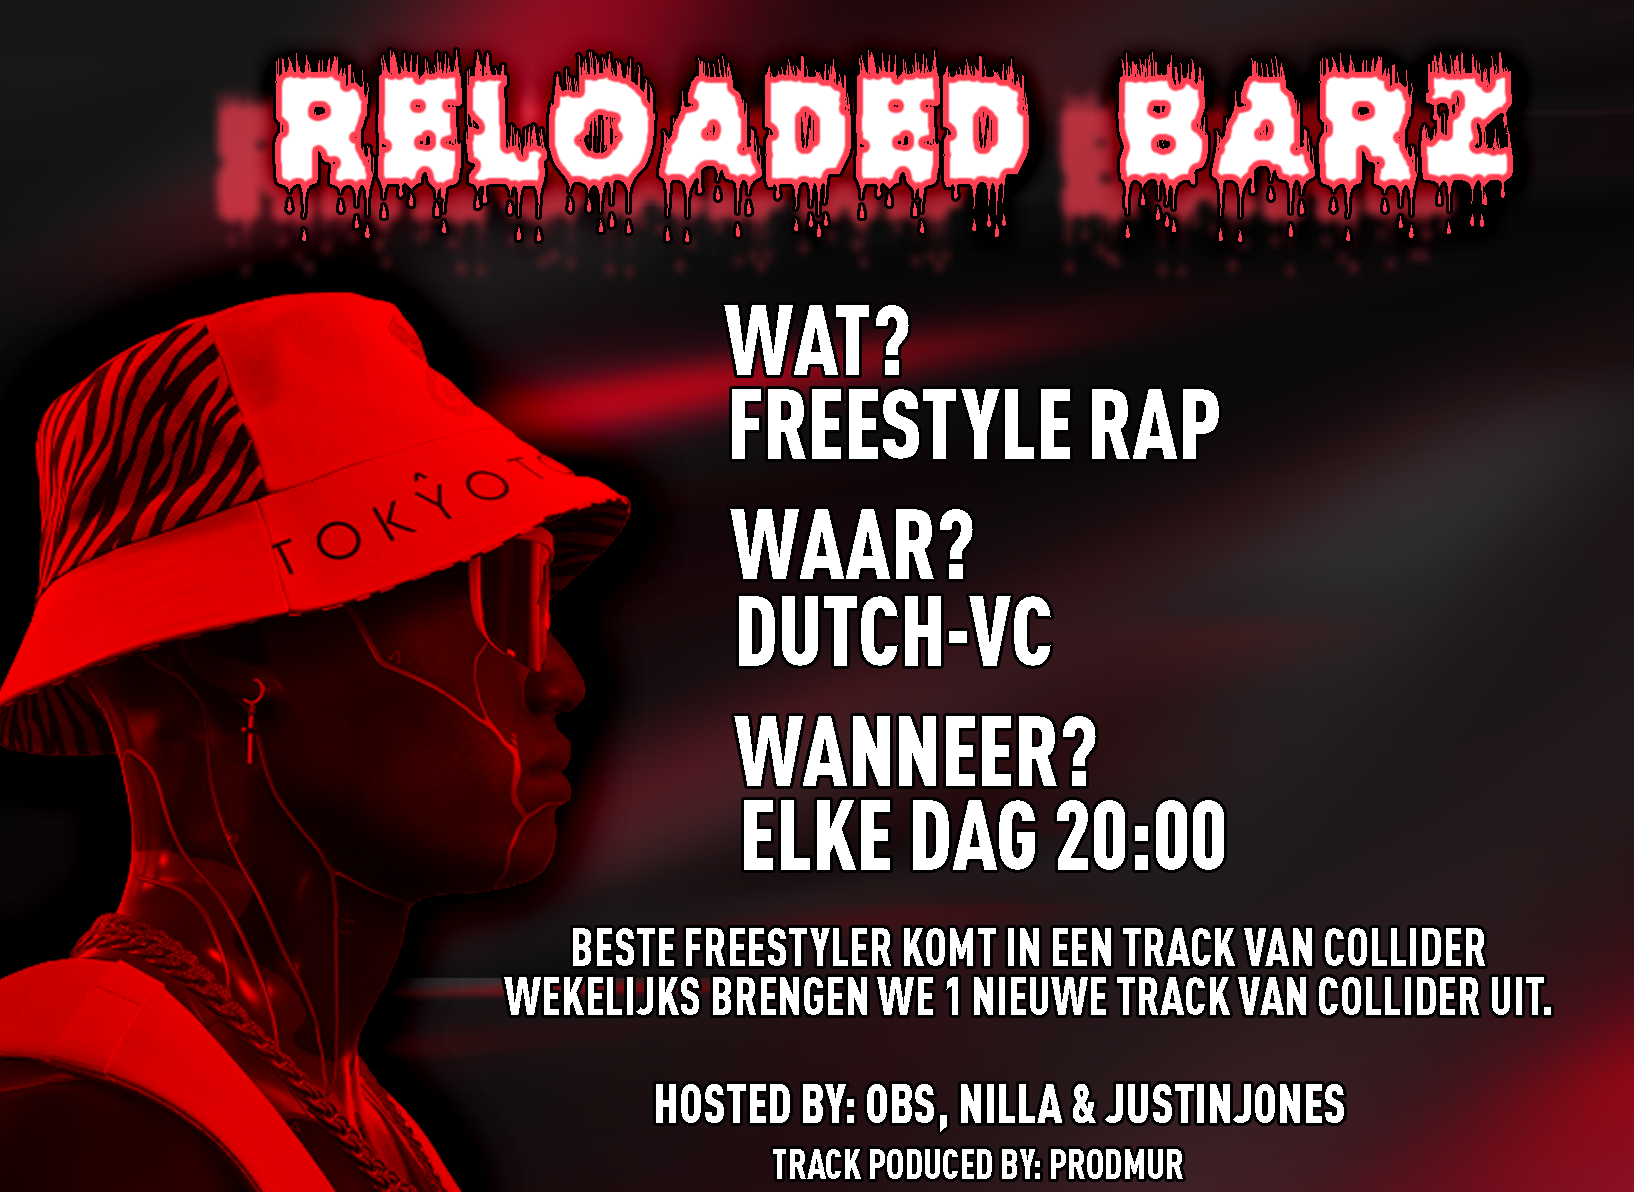 RELOADED BARZ
WAT?
FREESTYLE RAP
TOKYOTO
WAAR?
DUTCH-VC
WANNEER?
ELKE DAG 20:00
BESTE FREESTYLER KOMT IN EEN TRACK VAN COLLIDER
WEKELIJKS BRENGEN WE 1 NIEUWE TRACK VAN COLLIDER UIT.
HOSTED BY: OBS, NILLA & JUSTINJONES
TRACK PODUCED BY: PRODMUR